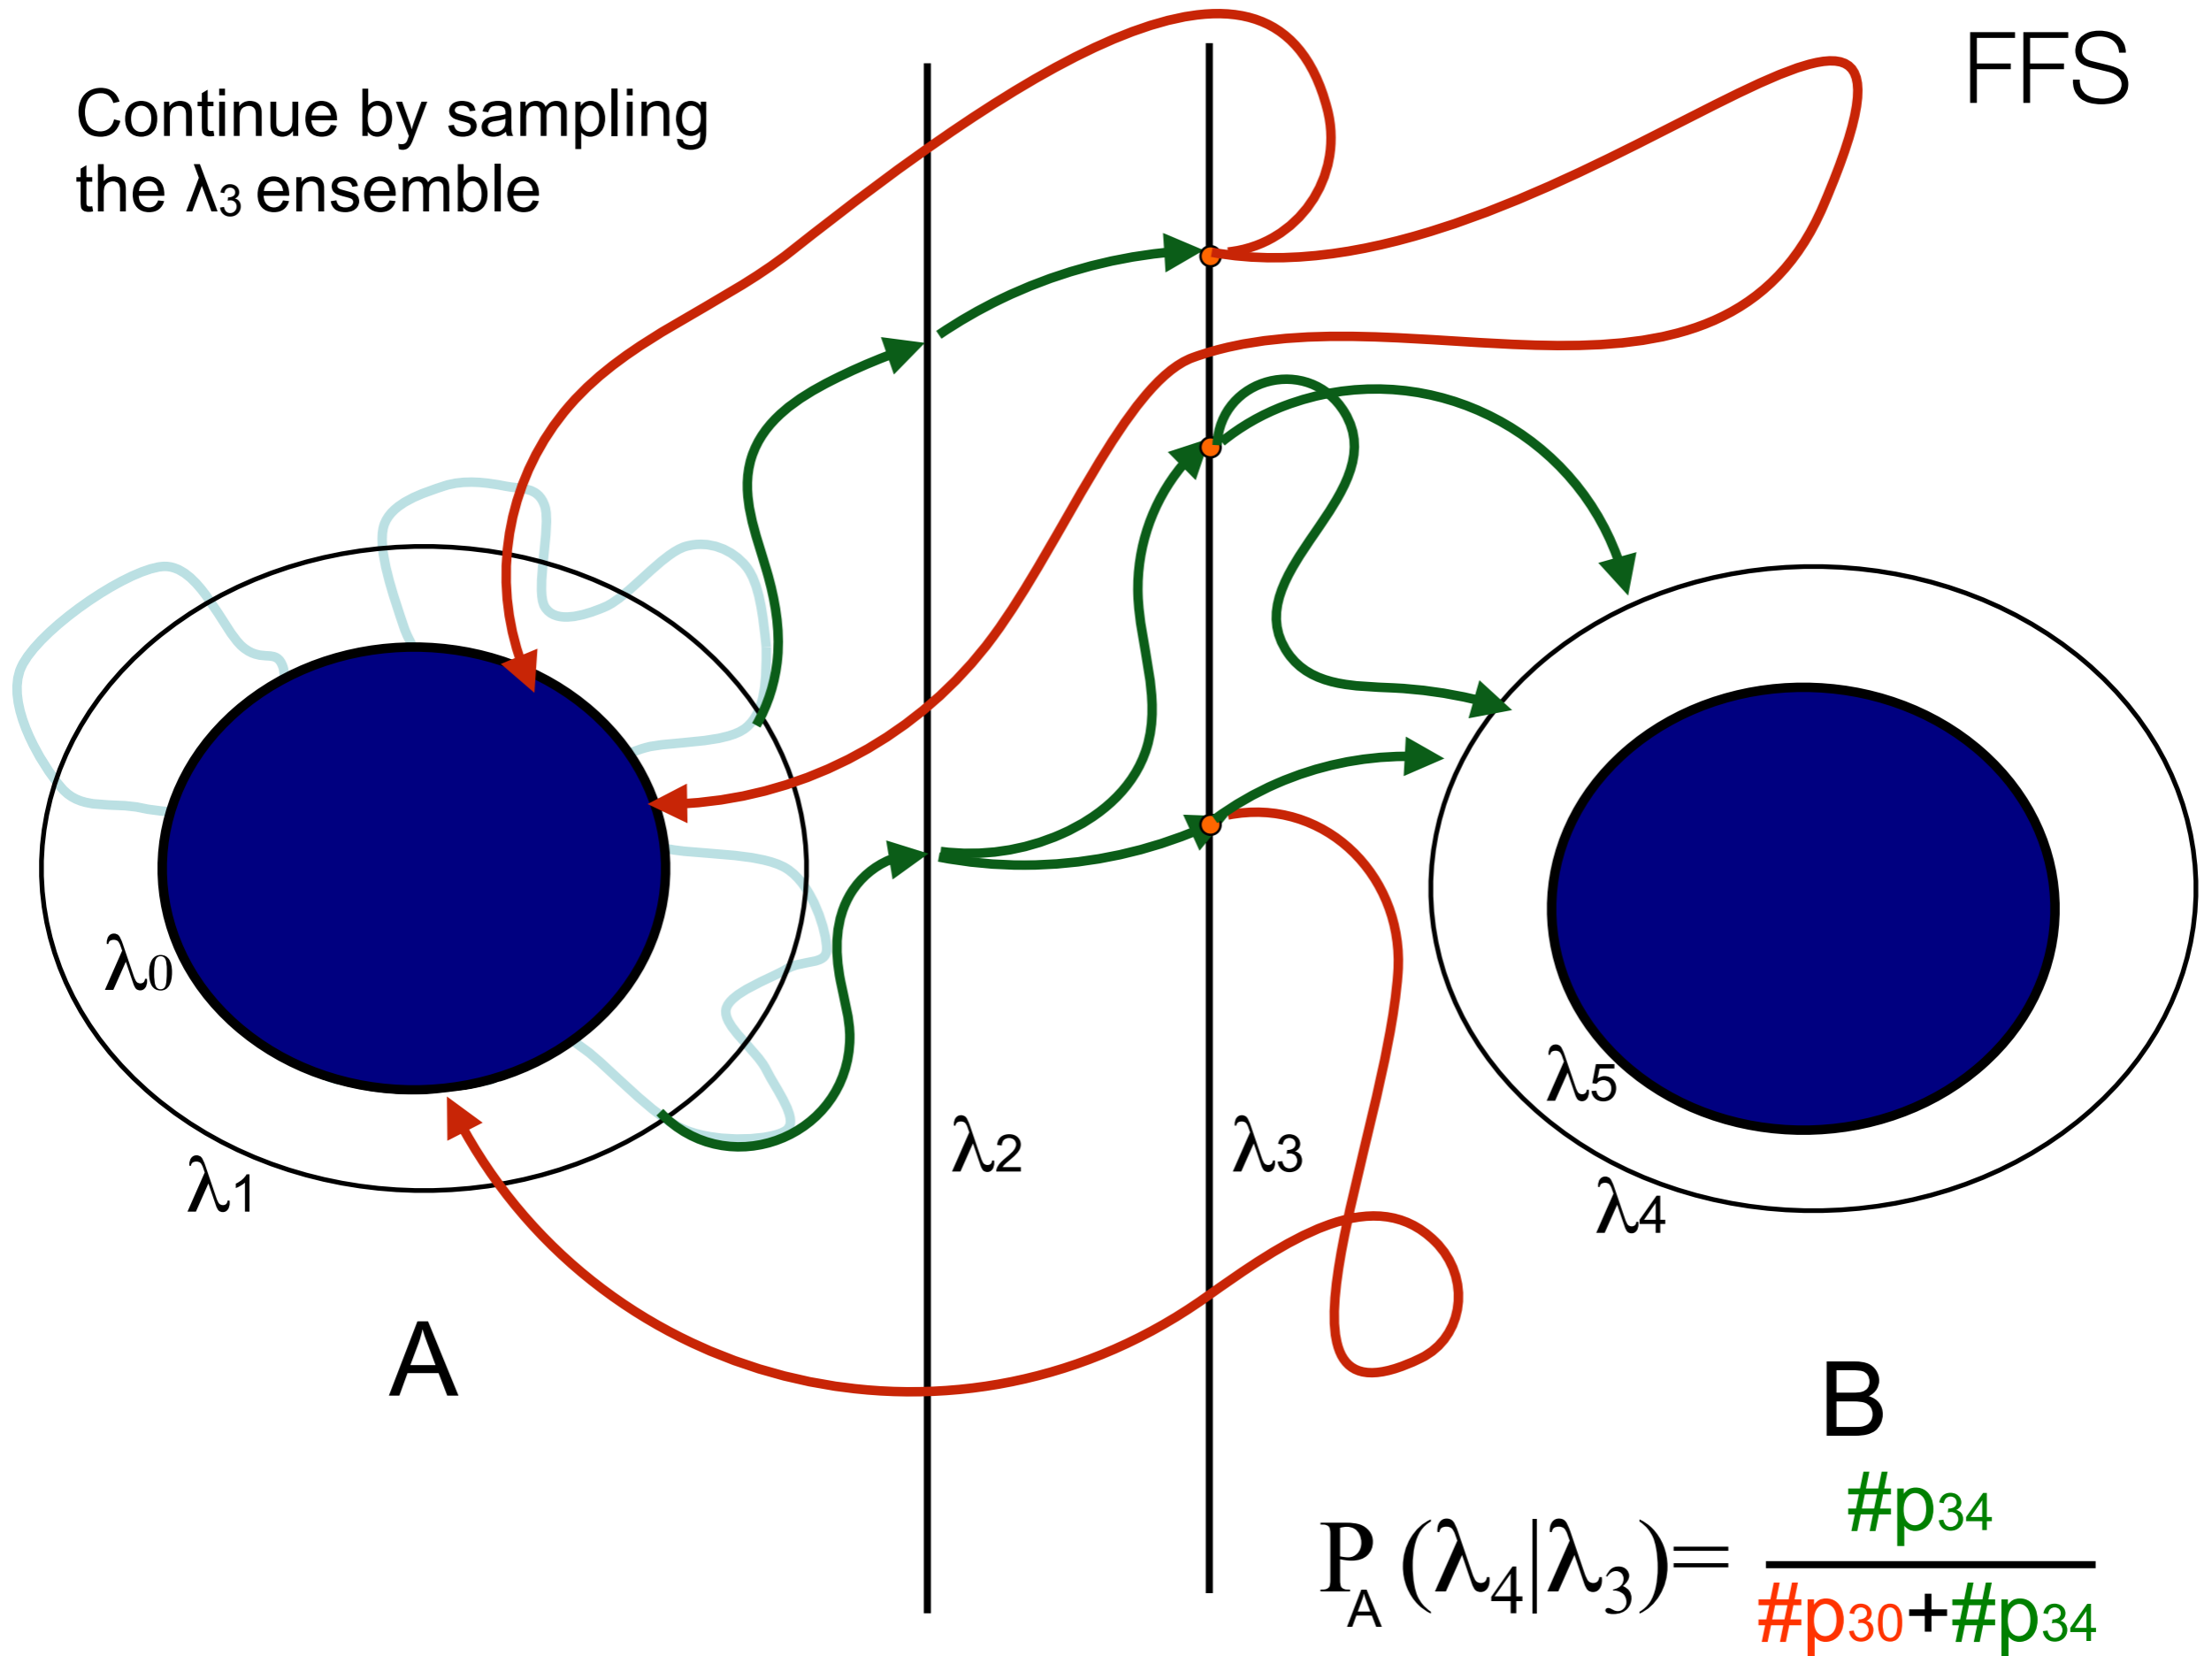 FFS
Continue by sampling
the λ3 ensemble
λ0
λ1
λ2
λ3
λ5
λ4
A
B
PA(λ4|λ3)= #p34
#p30+#p34